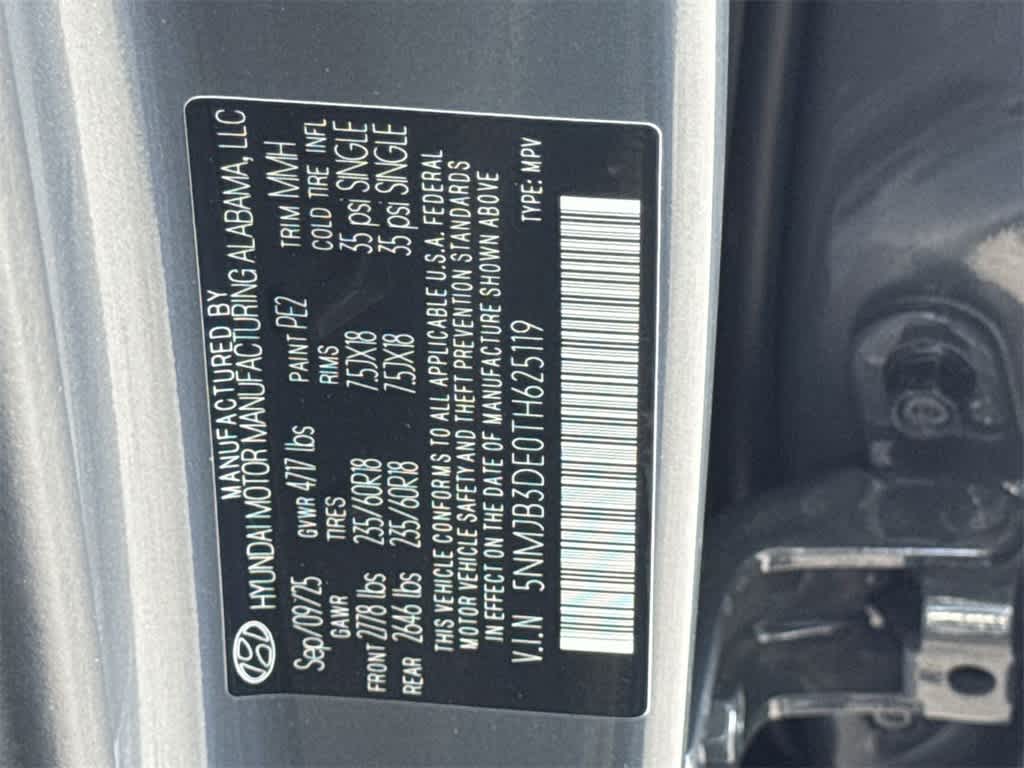 MANUFACTURED BY
HYUNDAI MOTOR MANUFACTURING ALABAMA, LLC
Sep/09/25 GVWR 4717 lbs PAINT PE2 TRIM MMH
GAWR TIRES RIMS COLD TIRE INFL
FRONT 2778 lbs 235/60R18 7.5JX18 35 psi SINGLE
REAR 2646 lbs 235/60R18 7.5JX18 35 psi SINGLE
THIS VEHICLE CONFORMS TO ALL APPLICABLE U.S.A. FEDERAL
MOTOR VEHICLE SAFETY AND THEFT PREVENTION STANDARDS
IN EFFECT ON THE DATE OF MANUFACTURE SHOWN ABOVE
V.I.N 5NMJB3DE0TH625119 TYPE: MPV